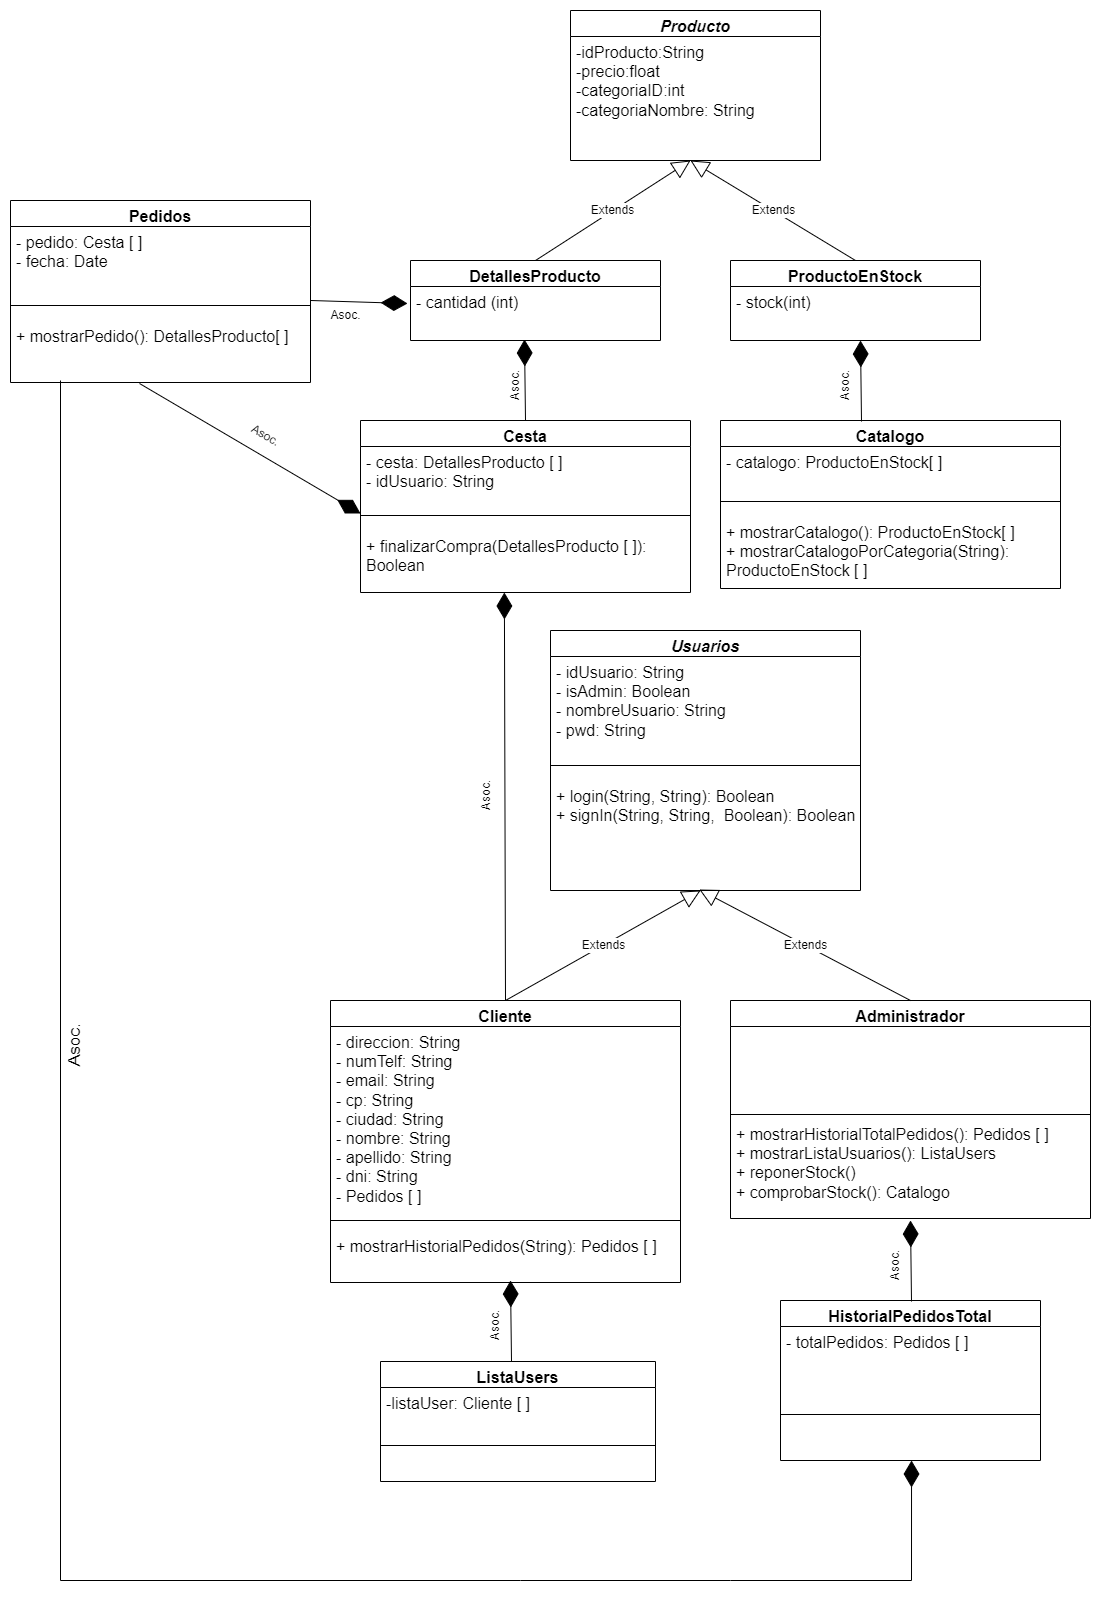 Producto
-idProducto:String
-precio:float
-categoriaID:int
-categoriaNombre: String
Extends
Extends
Pedidos
- pedido: Cesta [ ]
- fecha: Date
+ mostrarPedido(): DetallesProducto[ ]
Asoc.
DetallesProducto
- cantidad (int)
ProductoEnStock
- stock(int)
Asoc.
Asoc.
Asoc.
Cesta
- cesta: DetallesProducto [ ]
- idUsuario: String
+ finalizarCompra(DetallesProducto [ ]):
Boolean
Catalogo
- catalogo: ProductoEnStock[ ]
+ mostrarCatalogo(): ProductoEnStock[ ]
+ mostrarCatalogoPorCategoria(String):
ProductoEnStock [ ]
Asoc.
Usuarios
- idUsuario: String
- isAdmin: Boolean
- nombreUsuario: String
- pwd: String
+ login(String, String): Boolean
+ signIn(String, String,  Boolean): Boolean
Extends
Extends
Asoc.
Cliente
- direccion: String
- numTelf: String
- email: String
- cp: String
- ciudad: String
- nombre: String
- apellido: String
- dni: String
- Pedidos [ ]
+ mostrarHistorialPedidos(String): Pedidos [ ]
Administrador
+ mostrarHistorialTotalPedidos(): Pedidos [ ]
+ mostrarListaUsuarios(): ListaUsers
+ reponerStock()
+ comprobarStock(): Catalogo
Asoc.
Asoc.
ListaUsers
-listaUser: Cliente [ ]
HistorialPedidosTotal
- totalPedidos: Pedidos [ ]